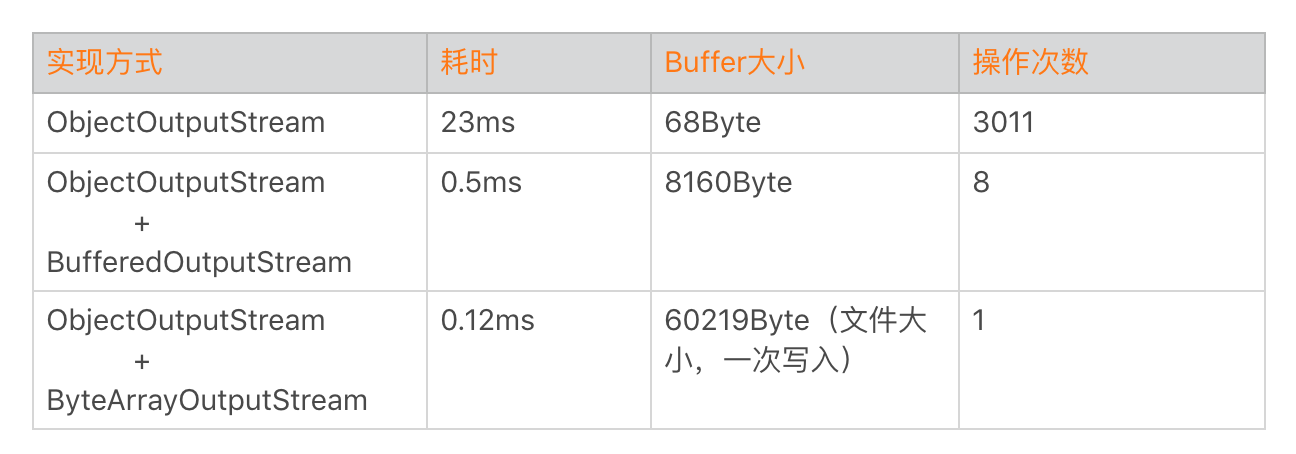 实现方式 耗时 Buffer大小 操作次数
ObjectOutputStream 23ms 68Byte 3011
ObjectOutputStream 0.5ms 8160Byte 8
+
BufferedOutputStream
ObjectOutputStream 0.12ms 60219Byte（文件大 1
+ 小，一次写入）
ByteArrayOutputStream